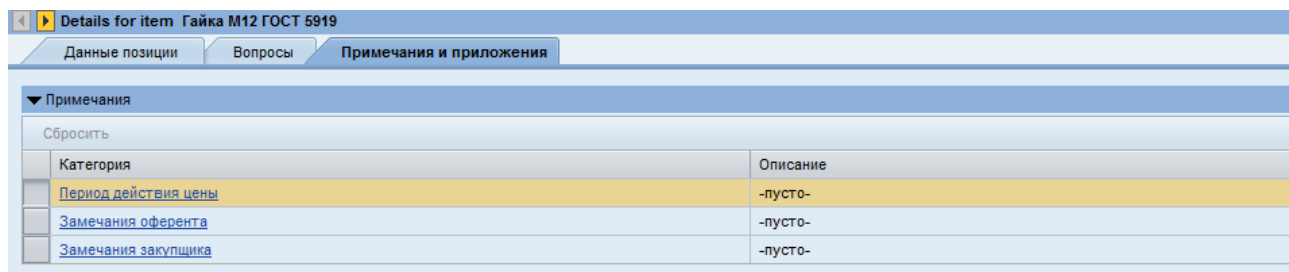 Details for item Гайка М12 ГОСТ 5919
Данные позиции Вопросы Примечания и приложения
Примечания
Сбросить
Категория Описание
Период действия цены -пусто-
Замечания оферента -пусто-
Замечания закупщика -пусто-